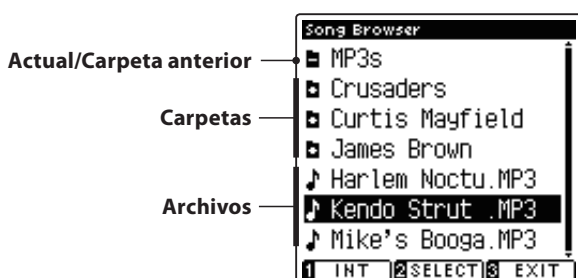 Song Browser
Actual/Carpeta anterior
MP3s
Crusaders
Carpetas
Curtis Mayfield
James Brown
Harlem Noctu.MP3
Archivos
Kendo Strut .MP3
Mike's Booga.MP3
1 INT 2 SELECT 3 EXIT